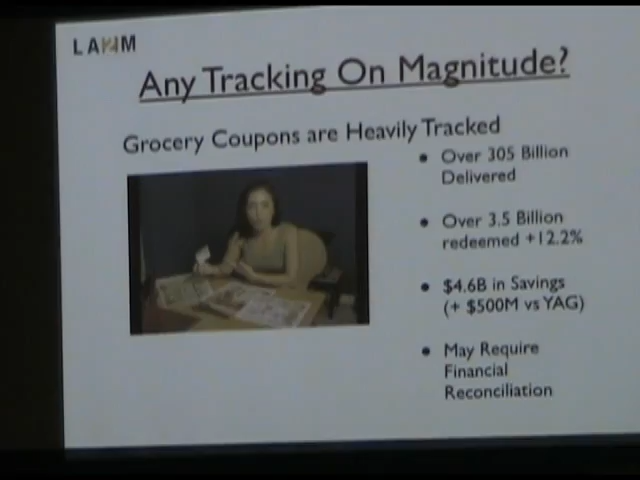 LA2M
Any Tracking On Magnitude?
Grocery Coupons are Heavily Tracked
• Over 305 Billion
Delivered
• Over 3.5 Billion
redeemed +12.2%
• $4.6B in Savings
(+ $500M vs YAG)
• May Require
Financial
Reconciliation